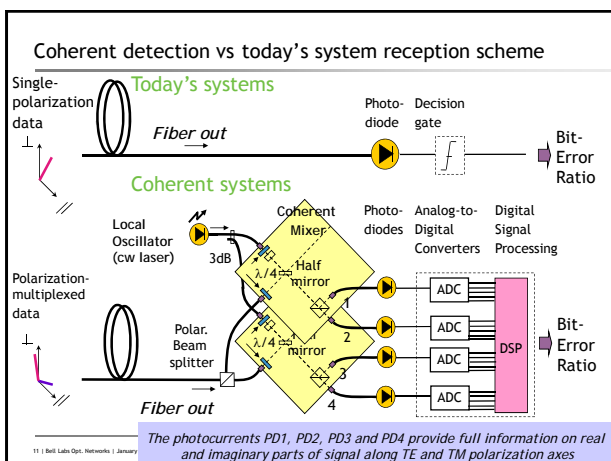 Coherent detection vs today's system reception scheme
Single-
polarization
data
Today's systems
Fiber out
Photo-
diode
Decision
gate
Bit-
Error
Ratio
⊥
//
Coherent systems
Local
Oscillator
(cw laser)
3dB
Coherent
Mixer
λ/4
Half
mirror
Photo-
diodes
Analog-to-
Digital
Converters
Digital
Signal
Processing
Polarization-
multiplexed
data
⊥
//
Polar.
Beam
splitter
λ/4
mirror
1
2
3
4
ADC
ADC
ADC
ADC
DSP
Bit-
Error
Ratio
Fiber out
11 | Bell Labs Opt. Networks | January
The photocurrents PD1, PD2, PD3 and PD4 provide full information on real
and imaginary parts of signal along TE and TM polarization axes